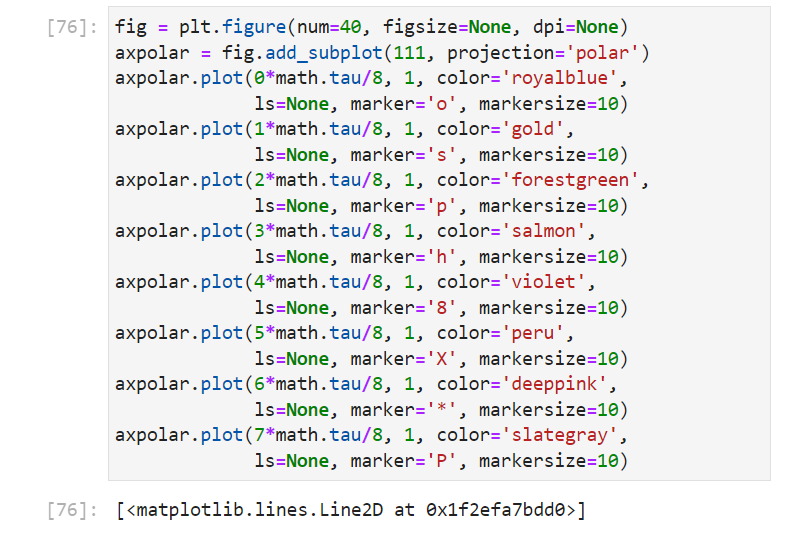 [76]: fig = plt.figure(num=40, figsize=None, dpi=None)
axpolar = fig.add_subplot(111, projection='polar')
axpolar.plot(0*math.tau/8, 1, color='royalblue',
             ls=None, marker='o', markersize=10)
axpolar.plot(1*math.tau/8, 1, color='gold',
             ls=None, marker='s', markersize=10)
axpolar.plot(2*math.tau/8, 1, color='forestgreen',
             ls=None, marker='p', markersize=10)
axpolar.plot(3*math.tau/8, 1, color='salmon',
             ls=None, marker='h', markersize=10)
axpolar.plot(4*math.tau/8, 1, color='violet',
             ls=None, marker='8', markersize=10)
axpolar.plot(5*math.tau/8, 1, color='peru',
             ls=None, marker='X', markersize=10)
axpolar.plot(6*math.tau/8, 1, color='deeppink',
             ls=None, marker='*', markersize=10)
axpolar.plot(7*math.tau/8, 1, color='slategray',
             ls=None, marker='P', markersize=10)
[76]: [<matplotlib.lines.Line2D at 0x1f2efa7bdd0>]